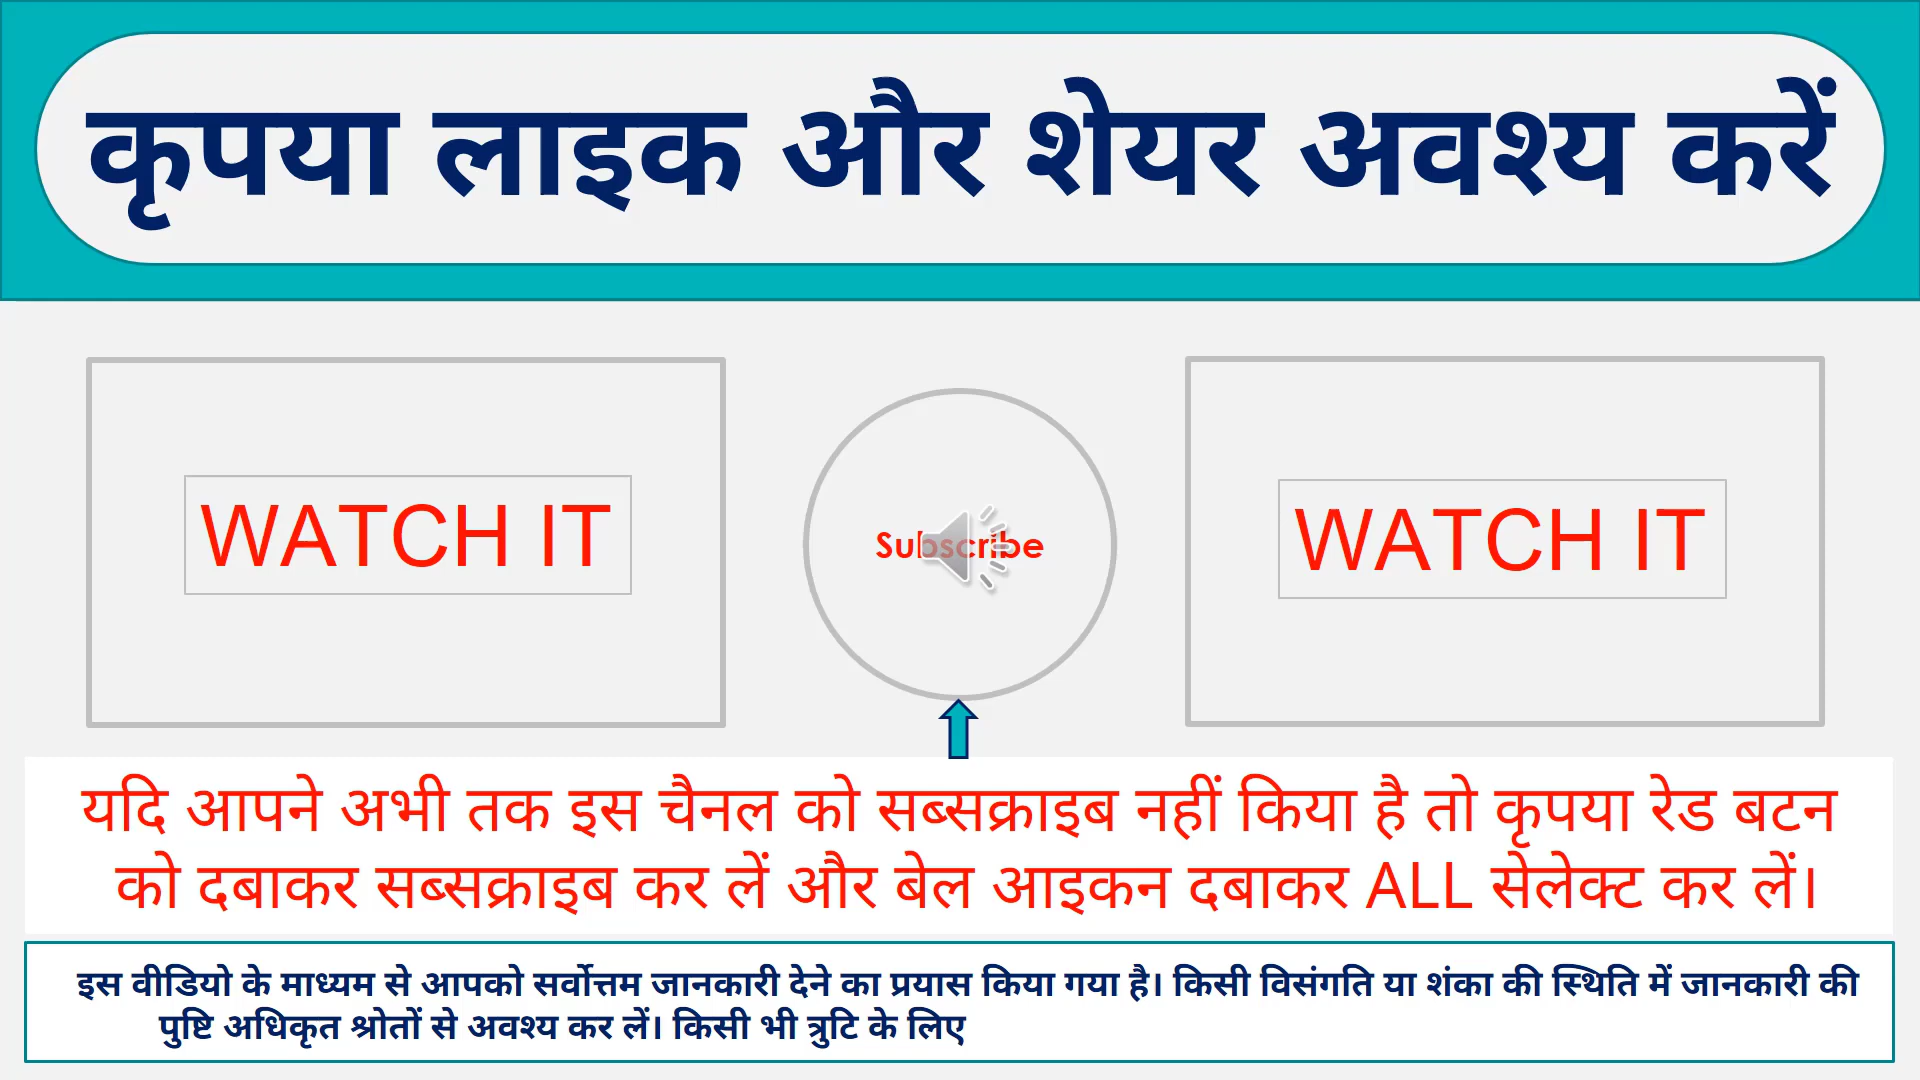 कृपया लाइक और शेयर अवश्य करें
WATCH IT
Subscribe
WATCH IT
यदि आपने अभी तक इस चैनल को सब्सक्राइब नहीं किया है तो कृपया रेड बटन
को दबाकर सब्सक्राइब कर लें और बेल आइकन दबाकर ALL सेलेक्ट कर लें।
इस वीडियो के माध्यम से आपको सर्वोत्तम जानकारी देने का प्रयास किया गया है। किसी विसंगति या शंका की स्थिति में जानकारी की
पुष्टि अधिकृत श्रोतों से अवश्य कर लें। किसी भी त्रुटि के लिए